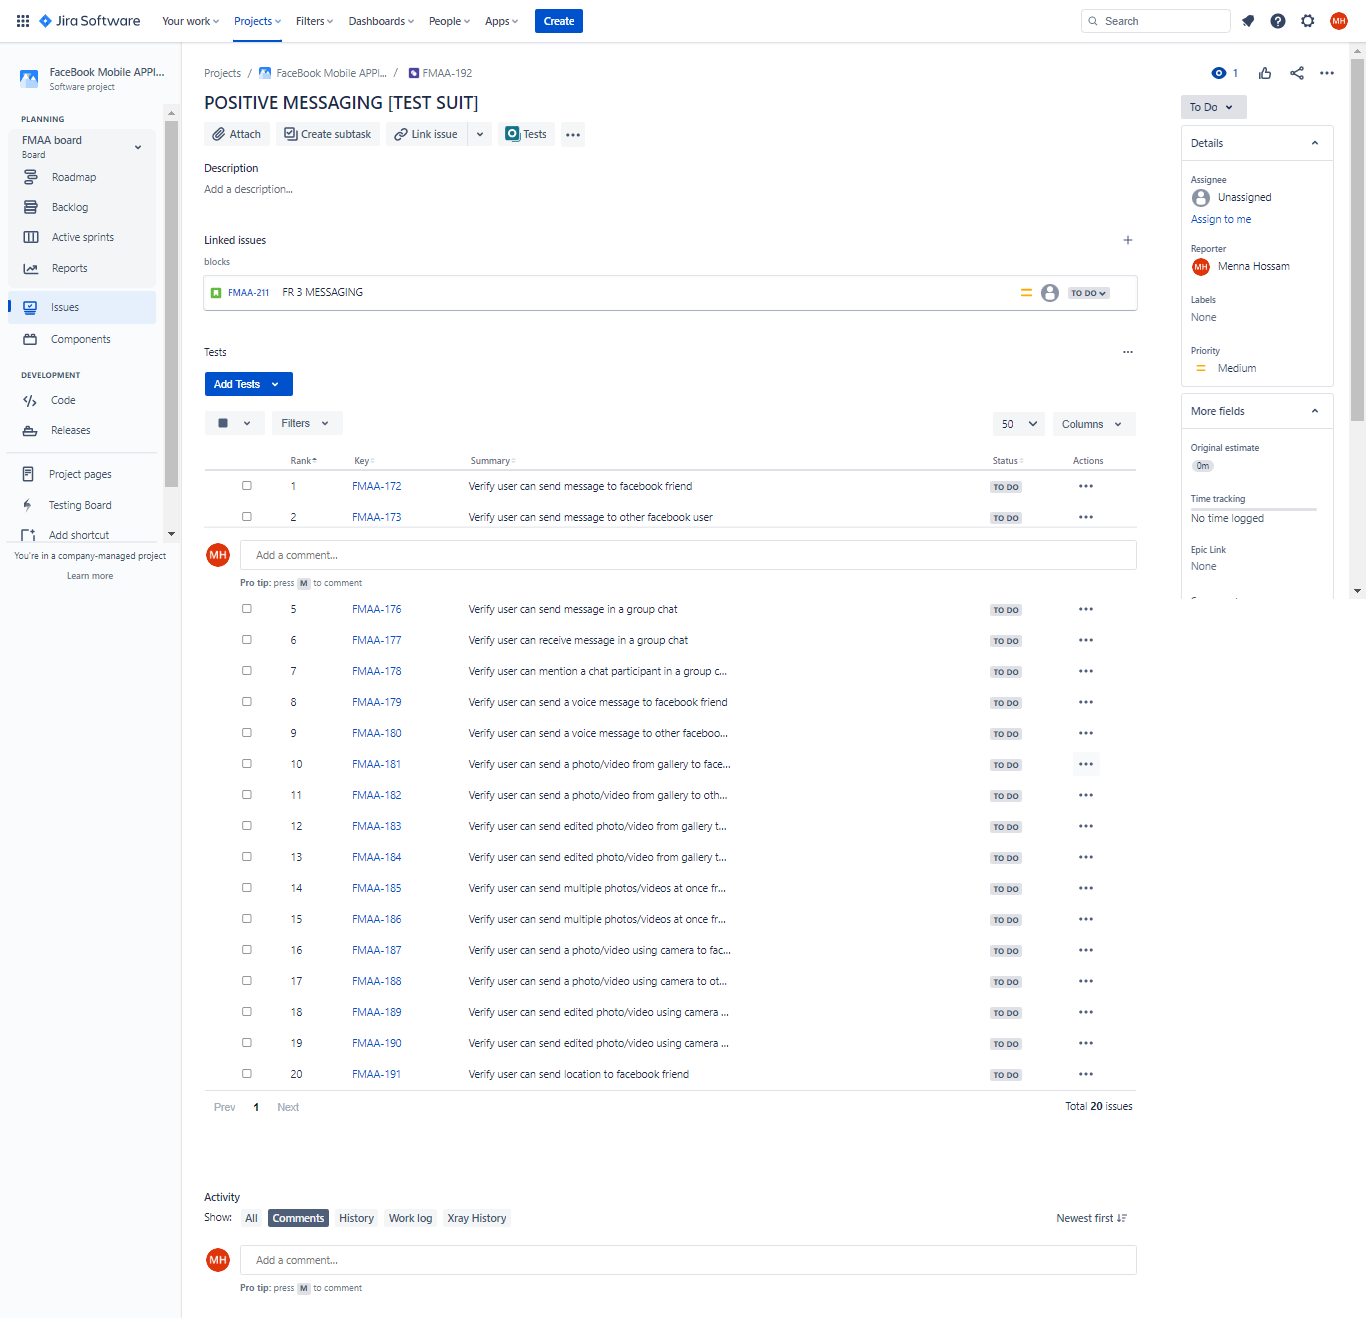 Jira Software
Your work
Projects
Filters
Dashboards
People
Apps
Create
Search
MH
FaceBook Mobile APPI...
Software project
PLANNING
FMAA board
Board
Roadmap
Backlog
Active sprints
Reports
Issues
Components
DEVELOPMENT
Code
Releases
Project pages
Testing Board
Add shortcut
You're in a company-managed project
Learn more
Projects / FaceBook Mobile APPI... / FMAA-192
1
POSITIVE MESSAGING [TEST SUIT]
Attach
Create subtask
Link issue
Tests
Description
Add a description...
Linked issues
blocks
FMAA-211 FR 3 MESSAGING TO DO
Tests
Add Tests
Filters
50
Columns
Rank Key Summary Status Actions
1 FMAA-172 Verify user can send message to facebook friend TO DO
2 FMAA-173 Verify user can send message to other facebook user TO DO
MH Add a comment...
Pro tip: press M to comment
5 FMAA-176 Verify user can send message in a group chat TO DO
6 FMAA-177 Verify user can receive message in a group chat TO DO
7 FMAA-178 Verify user can mention a chat participant in a group c... TO DO
8 FMAA-179 Verify user can send a voice message to facebook friend TO DO
9 FMAA-180 Verify user can send a voice message to other faceboo... TO DO
10 FMAA-181 Verify user can send a photo/video from gallery to face... TO DO
11 FMAA-182 Verify user can send a photo/video from gallery to oth... TO DO
12 FMAA-183 Verify user can send edited photo/video from gallery t... TO DO
13 FMAA-184 Verify user can send edited photo/video from gallery t... TO DO
14 FMAA-185 Verify user can send multiple photos/videos at once fr... TO DO
15 FMAA-186 Verify user can send multiple photos/videos at once fr... TO DO
16 FMAA-187 Verify user can send a photo/video using camera to fac... TO DO
17 FMAA-188 Verify user can send a photo/video using camera to ot... TO DO
18 FMAA-189 Verify user can send edited photo/video using camera ... TO DO
19 FMAA-190 Verify user can send edited photo/video using camera ... TO DO
20 FMAA-191 Verify user can send location to facebook friend TO DO
Prev 1 Next
Total 20 issues
Activity
Show: All Comments History Work log Xray History
Newest first
MH Add a comment...
Pro tip: press M to comment
To Do
Details
Assignee
Unassigned
Assign to me
Reporter
MH Menna Hossam
Labels
None
Priority
Medium
More fields
Original estimate
0m
Time tracking
No time logged
Epic Link
None